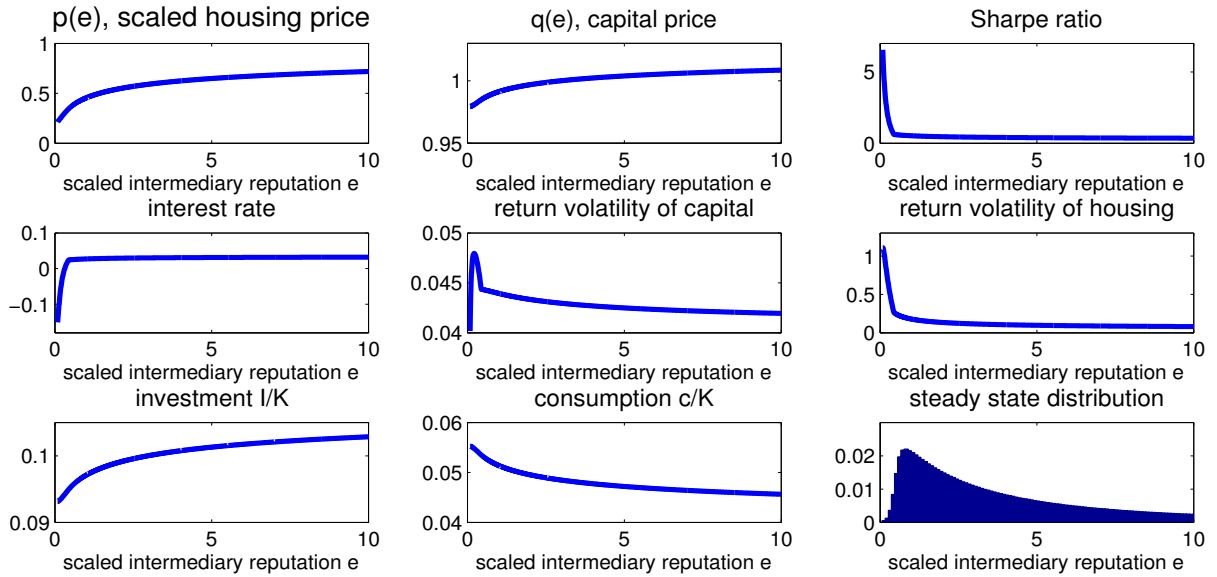 p(e), scaled housing price
q(e), capital price
Sharpe ratio
1
0.5
0
0
5
10
1
0.95
0
5
10
5
0
0
5
10
scaled intermediary reputation e
scaled intermediary reputation e
scaled intermediary reputation e
interest rate
return volatility of capital
return volatility of housing
0.1
0
−0.1
0
5
10
0.05
0.045
0.04
0
5
10
1
0.5
0
0
5
10
scaled intermediary reputation e
scaled intermediary reputation e
scaled intermediary reputation e
investment I/K
consumption c/K
steady state distribution
0.1
0.09
0
5
10
0.06
0.05
0.04
0
5
10
0.02
0.01
0
0
5
10
scaled intermediary reputation e
scaled intermediary reputation e
scaled intermediary reputation e